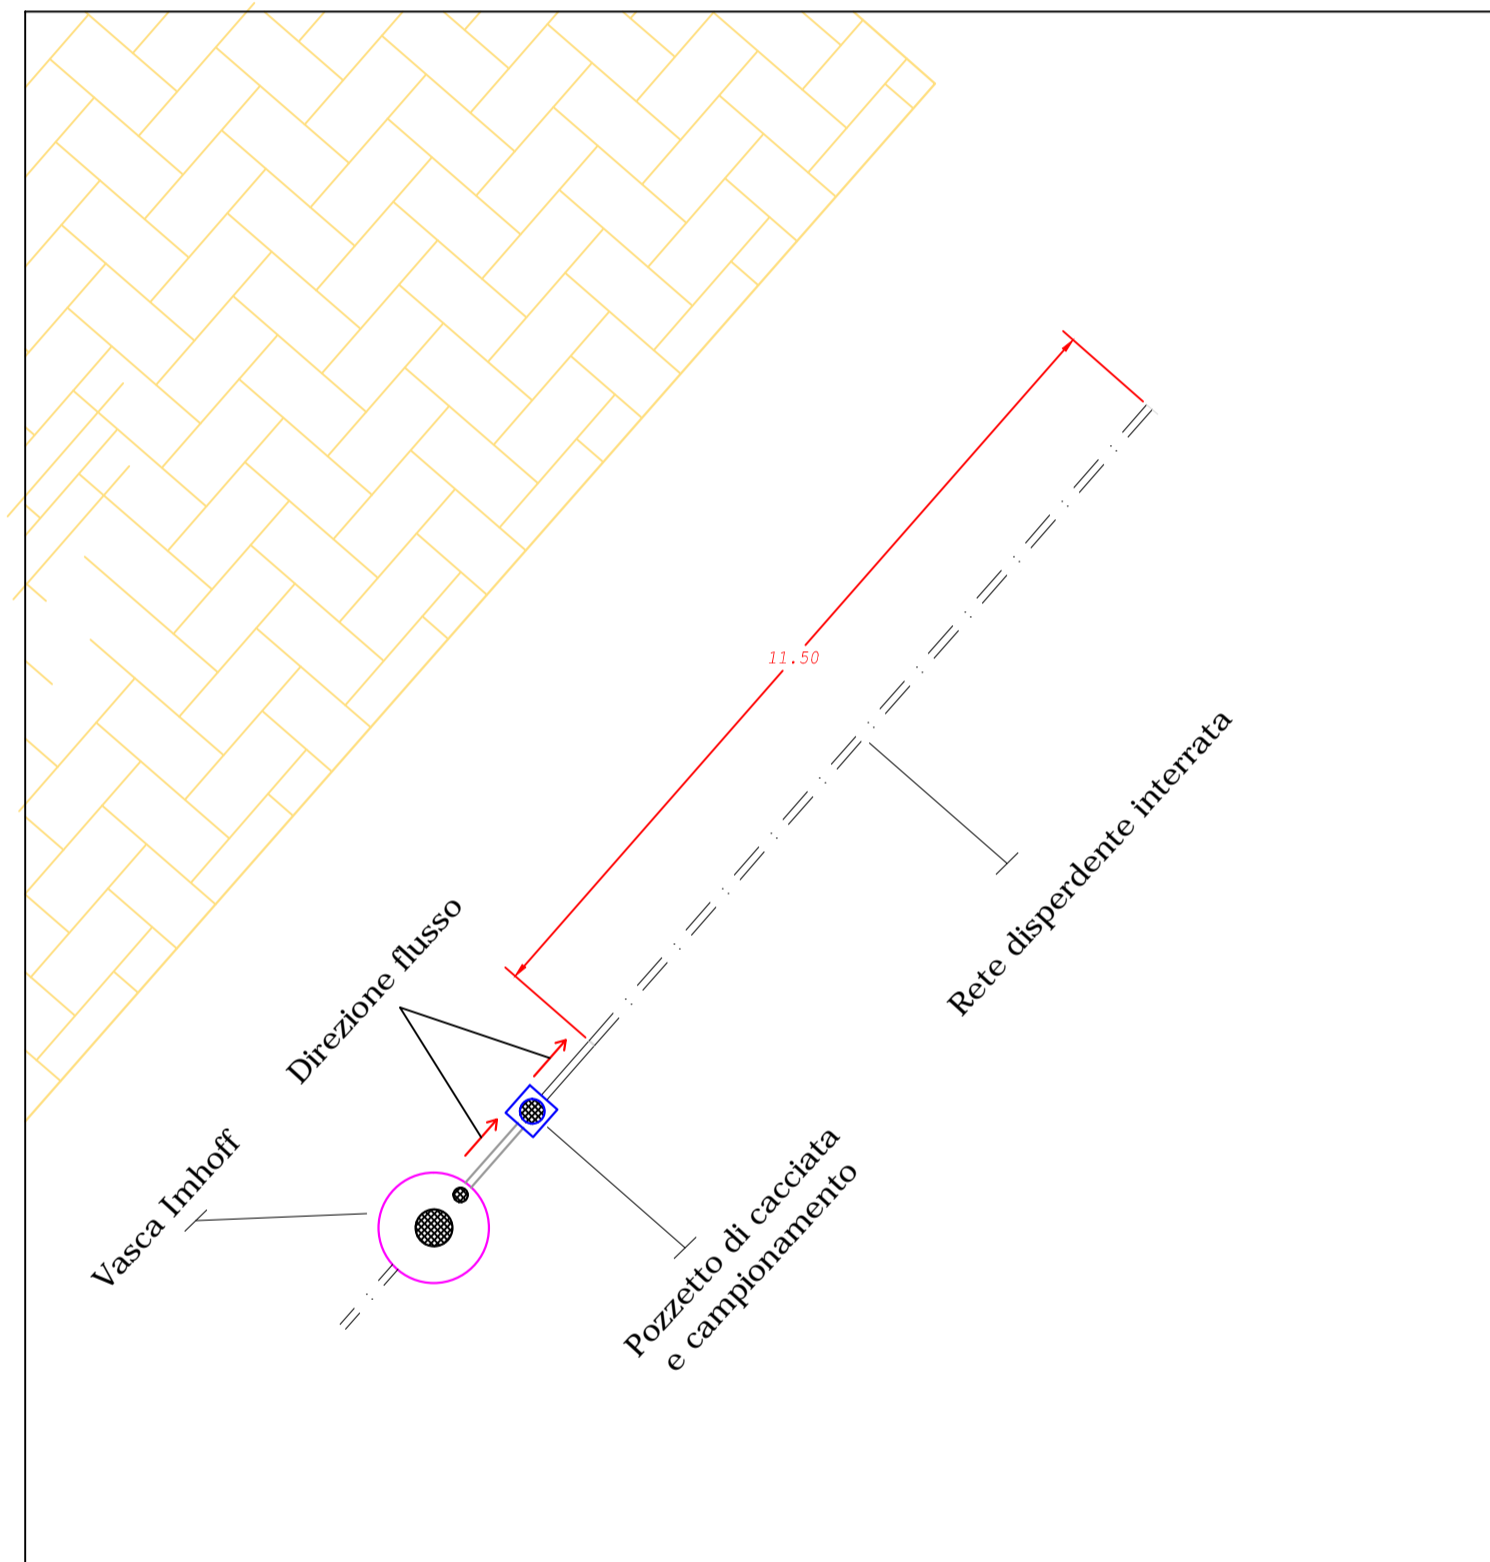 11.50
Rete disperdente interrata
Direzione flusso
Vasca Imhoff
Pozzetto di cacciata
e campionamento